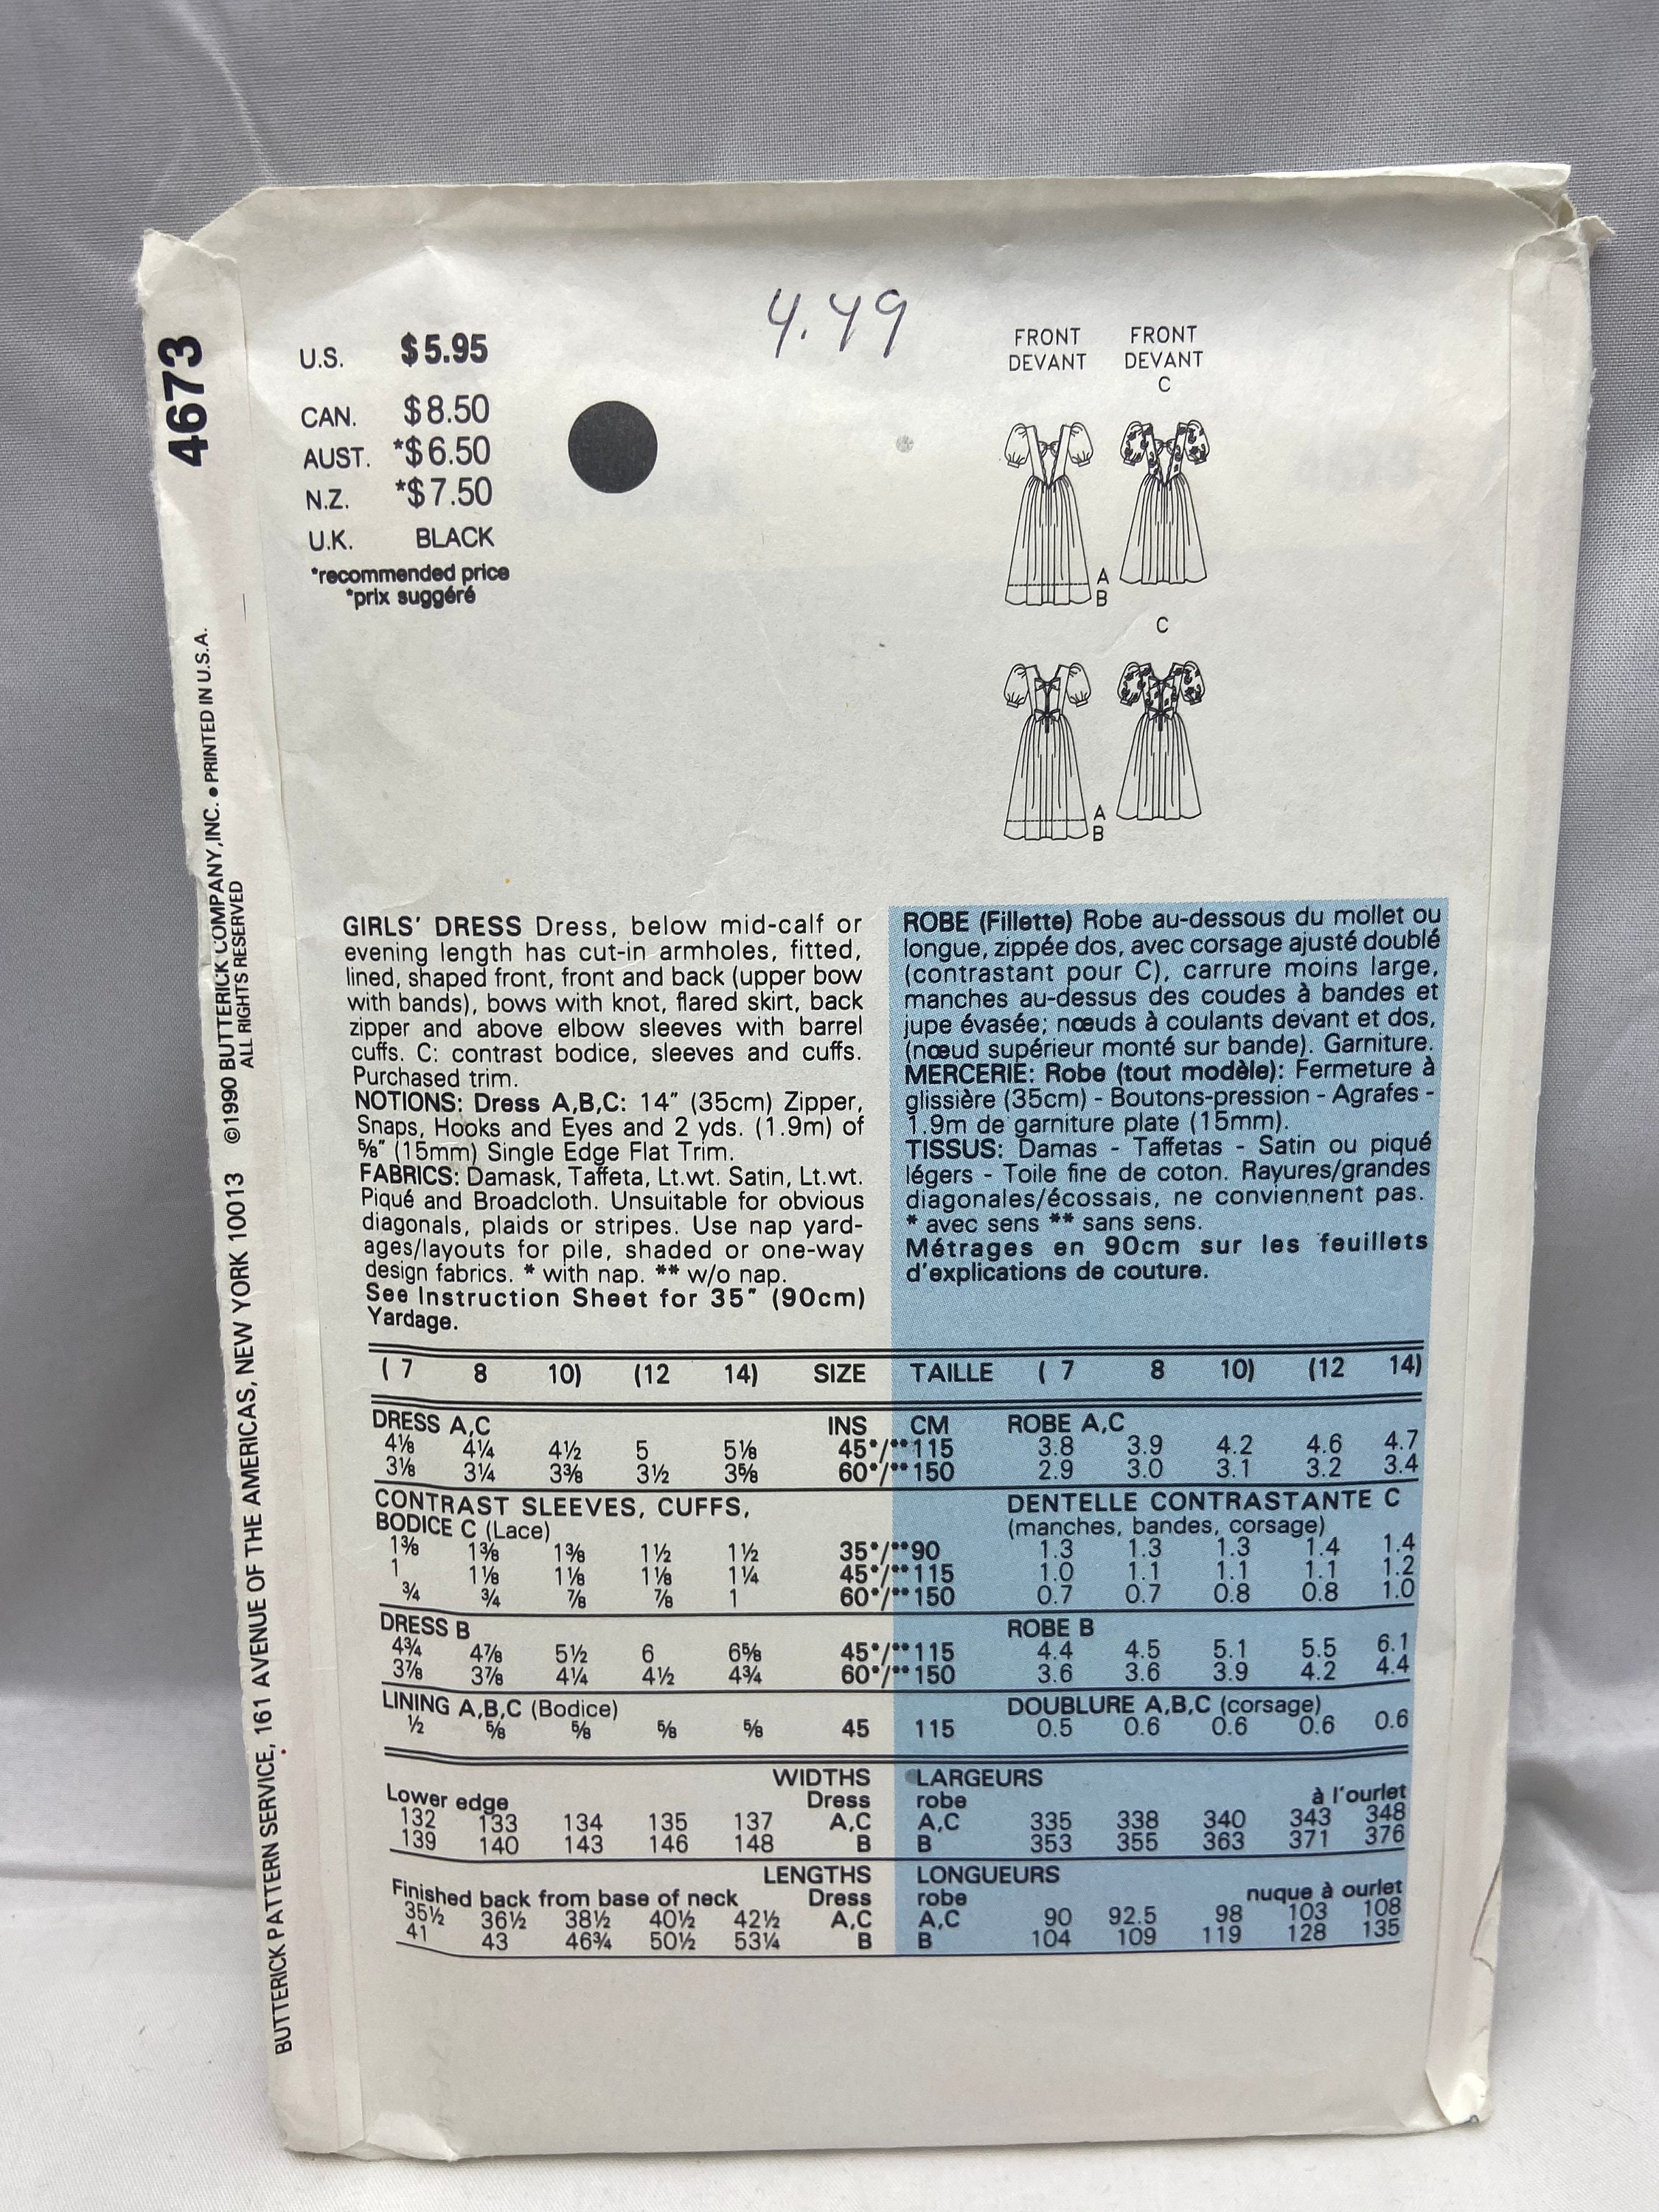 4673
©1990 BUTTERICK COMPANY, INC. • PRINTED IN U.S.A.
ALL RIGHTS RESERVED
BUTTERICK PATTERN SERVICE, 161 AVENUE OF THE AMERICAS, NEW YORK 10013
4.49
U.S. $5.95
CAN. $8.50
AUST. *$6.50
N.Z. *$7.50
U.K. BLACK
*recommended price
*prix suggéré
FRONT FRONT
DEVANT DEVANT
C
A
B
C
A
B
GIRLS' DRESS Dress, below mid-calf or
evening length has cut-in armholes, fitted,
lined, shaped front, front and back (upper bow
with bands), bows with knot, flared skirt, back
zipper and above elbow sleeves with barrel
cuffs. C: contrast bodice, sleeves and cuffs.
Purchased trim.
NOTIONS: Dress A,B,C: 14" (35cm) Zipper,
Snaps, Hooks and Eyes and 2 yds. (1.9m) of
⅝" (15mm) Single Edge Flat Trim.
FABRICS: Damask, Taffeta, Lt.wt. Satin, Lt.wt.
Piqué and Broadcloth. Unsuitable for obvious
diagonals, plaids or stripes. Use nap yard-
ages/layouts for pile, shaded or one-way
design fabrics. * with nap. ** w/o nap.
See Instruction Sheet for 35" (90cm)
Yardage.
ROBE (Fillette) Robe au-dessous du mollet ou
longue, zippée dos, avec corsage ajusté doublé
(contrastant pour C), carrure moins large,
manches au-dessus des coudes à bandes et
jupe évasée; nœuds à coulants devant et dos,
(nœud supérieur monté sur bande). Garniture.
MERCERIE: Robe (tout modèle): Fermeture à
glissière (35cm) - Boutons-pression - Agrafes -
1.9m de garniture plate (15mm).
TISSUS: Damas - Taffetas - Satin ou piqué
légers - Toile fine de coton. Rayures/grandes
diagonales/écossais, ne conviennent pas.
* avec sens ** sans sens.
Métrages en 90cm sur les feuillets
d'explications de couture.
( 7 8 10) (12 14) SIZE TAILLE ( 7 8 10) (12 14)
DRESS A,C INS CM ROBE A,C
4⅛ 4¼ 4½ 5 5⅛ 45*/**115 3.8 3.9 4.2 4.6 4.7
3⅛ 3¼ 3⅜ 3½ 3⅝ 60*/**150 2.9 3.0 3.1 3.2 3.4
CONTRAST SLEEVES, CUFFS, DENTELLE CONTRASTANTE C
BODICE C (Lace) (manches, bandes, corsage)
1⅜ 1⅜ 1⅜ 1½ 1½ 35*/**90 1.3 1.3 1.3 1.4 1.4
1 1⅛ 1⅛ 1⅛ 1¼ 45*/**115 1.0 1.1 1.1 1.1 1.2
¾ ¾ ⅞ ⅞ 1 60*/**150 0.7 0.7 0.8 0.8 1.0
DRESS B ROBE B
4¾ 4⅞ 5½ 6 6⅝ 45*/**115 4.4 4.5 5.1 5.5 6.1
3⅞ 3⅞ 4¼ 4½ 4¾ 60*/**150 3.6 3.6 3.9 4.2 4.4
LINING A,B,C (Bodice) DOUBLURE A,B,C (corsage)
½ ⅝ ⅝ ⅝ ⅝ 45 115 0.5 0.6 0.6 0.6 0.6
WIDTHS LARGEURS
Lower edge Dress robe à l'ourlet
132 133 134 135 137 A,C A,C 335 338 340 343 348
139 140 143 146 148 B B 353 355 363 371 376
LENGTHS LONGUEURS
Finished back from base of neck Dress robe nuque à ourlet
35½ 36½ 38½ 40½ 42½ A,C A,C 90 92.5 98 103 108
41 43 46¾ 50½ 53¼ B B 104 109 119 128 135